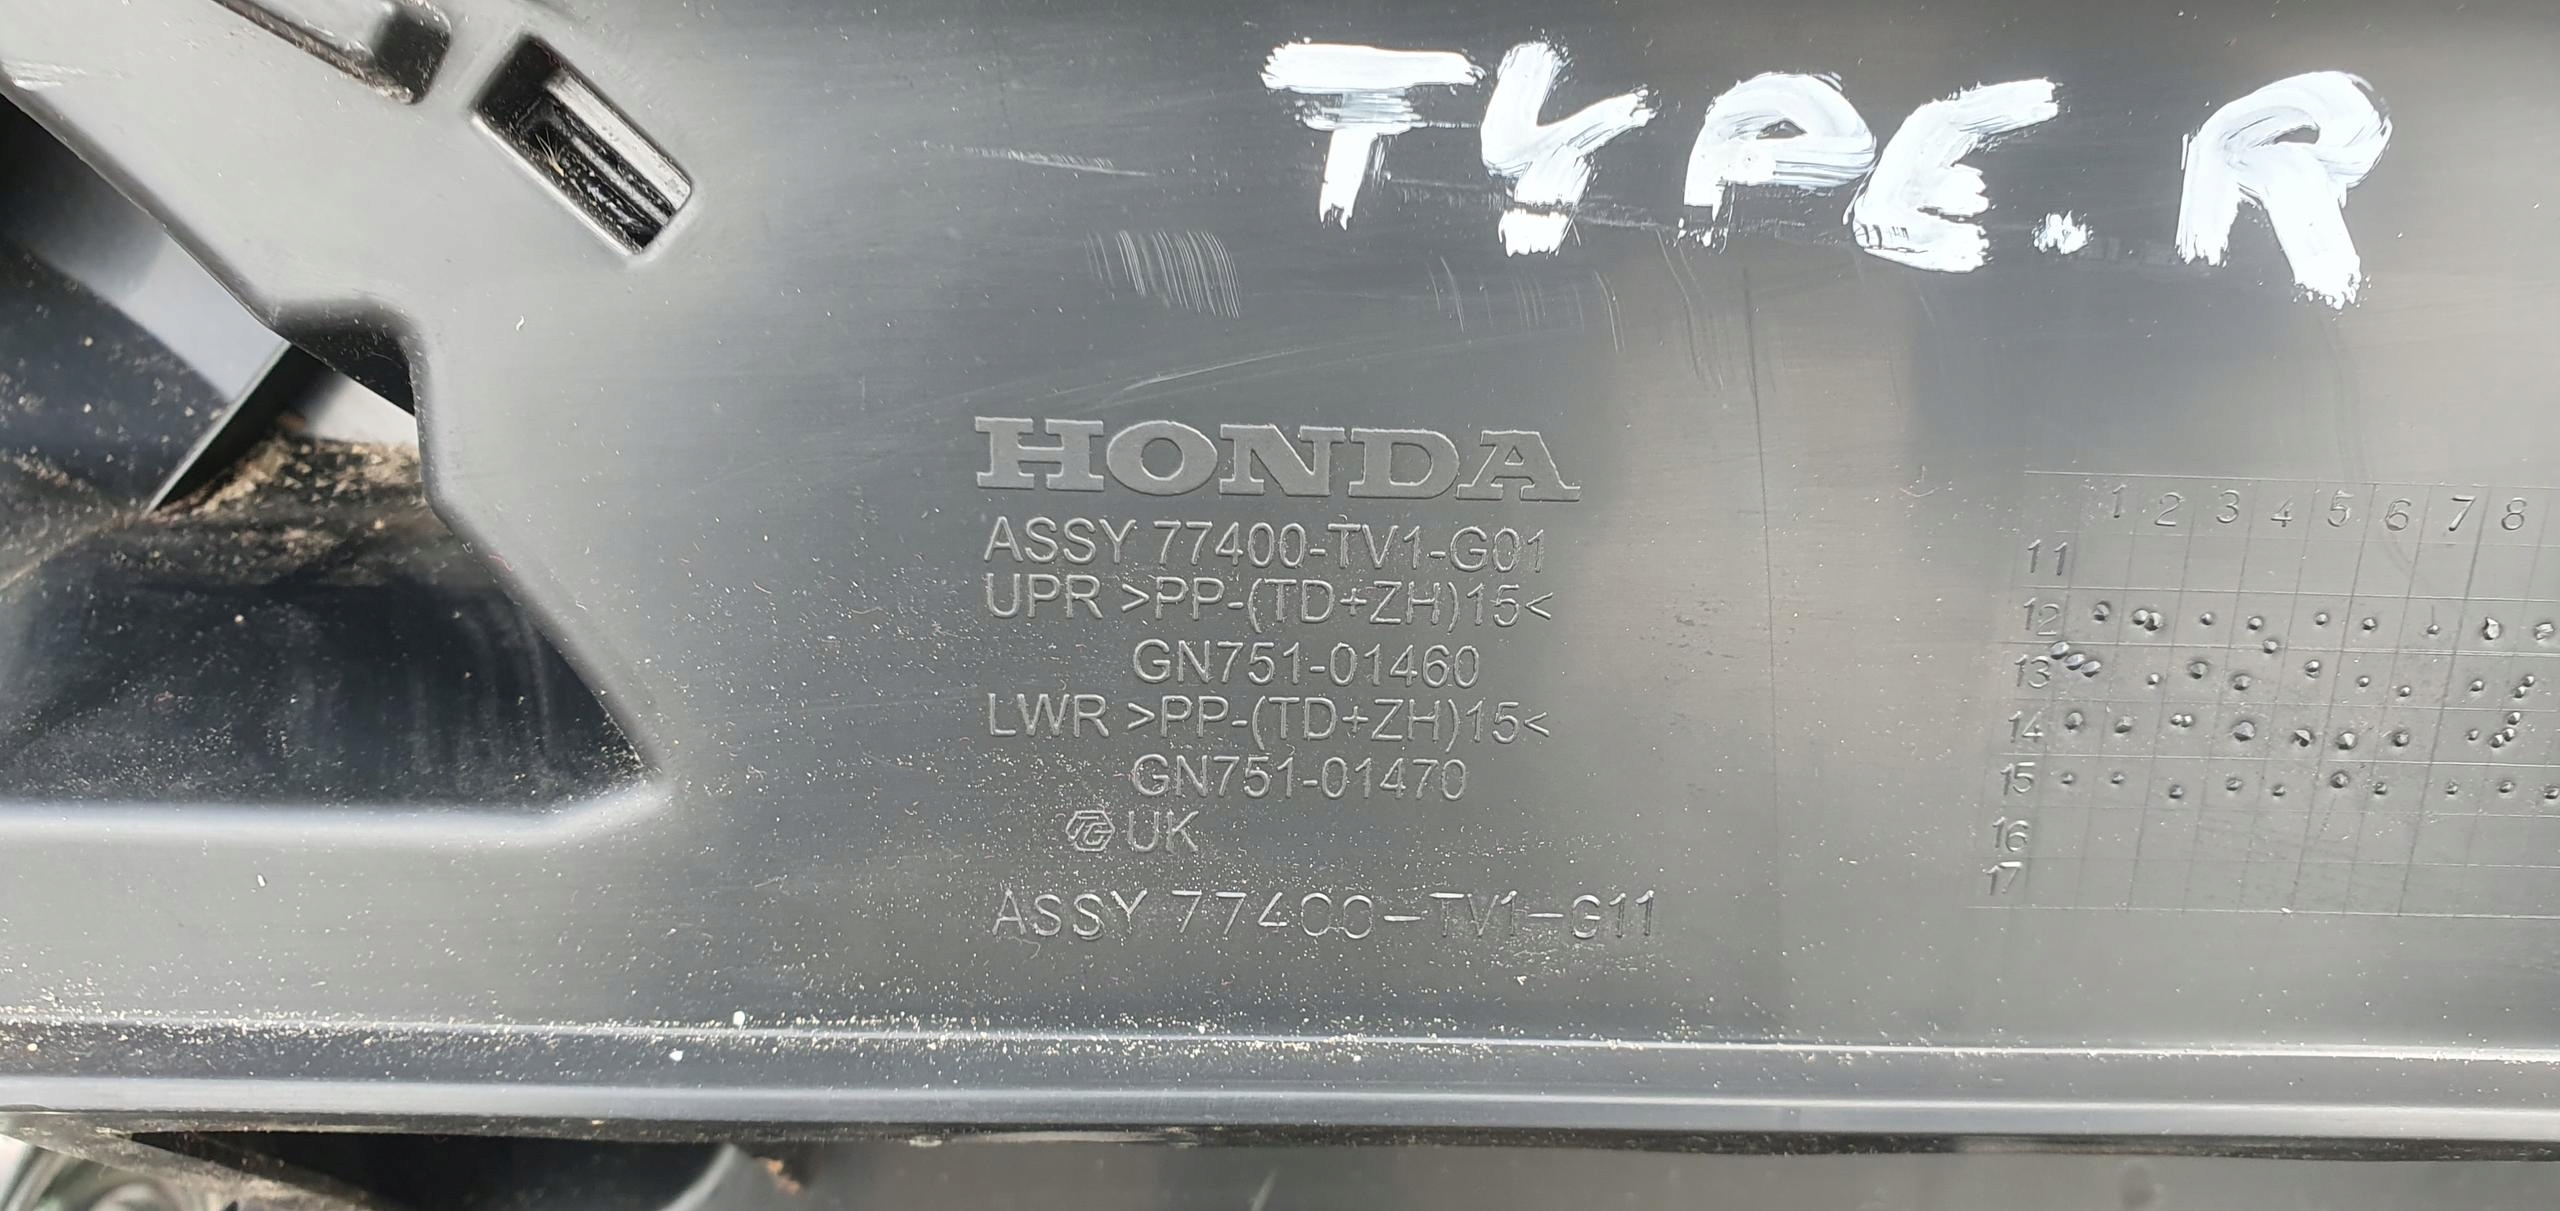 TYPE.R
HONDA
ASSY 77400-TV1-G01
UPR >PP-(TD+ZH)15<
GN751-01460
LWR >PP-(TD+ZH)15<
GN751-01470
TG UK
ASSY 77400-TV1-G11
1 2 3 4 5 6 7 8
11
12
13
14
15
16
17